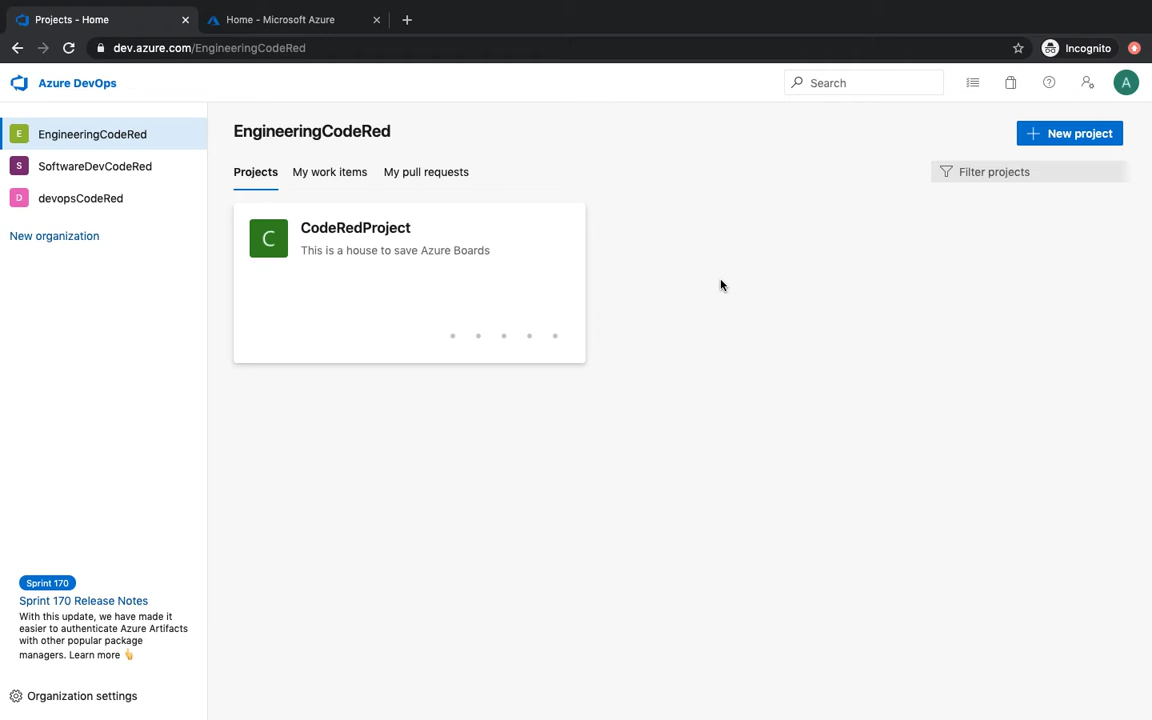 Projects - Home
Home - Microsoft Azure
dev.azure.com/EngineeringCodeRed
Incognito
Azure DevOps
Search
A
E EngineeringCodeRed
S SoftwareDevCodeRed
D devopsCodeRed
New organization
EngineeringCodeRed
New project
Projects
My work items
My pull requests
Filter projects
C
CodeRedProject
This is a house to save Azure Boards
Sprint 170
Sprint 170 Release Notes
With this update, we have made it
easier to authenticate Azure Artifacts
with other popular package
managers. Learn more 👆
Organization settings